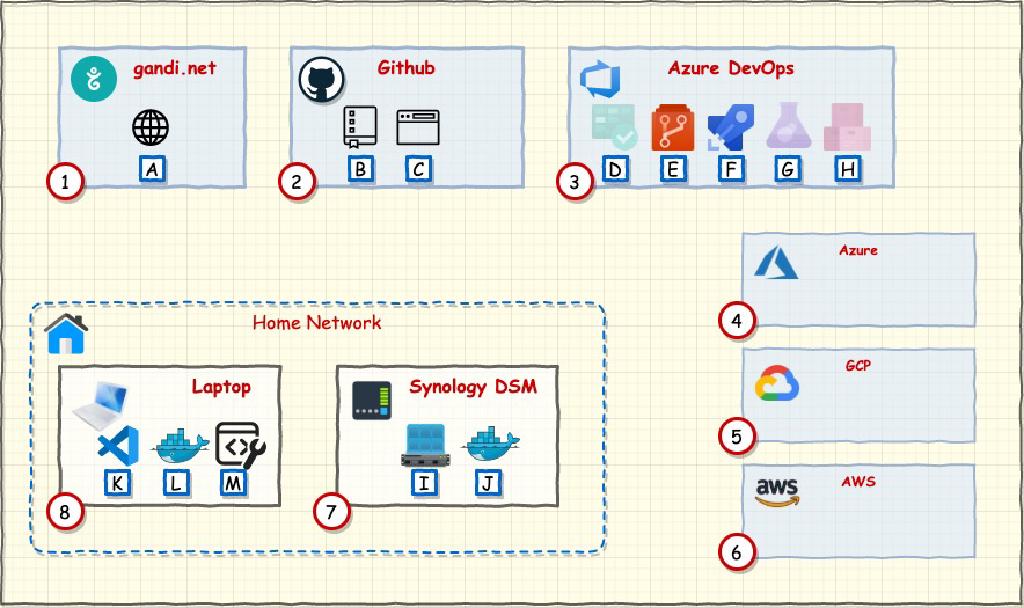 gandi.net
A
1
Github
B C
2
Azure DevOps
D E F G H
3
Azure
4
GCP
5
aws
AWS
6
Home Network
Laptop
K L M
8
Synology DSM
I J
7